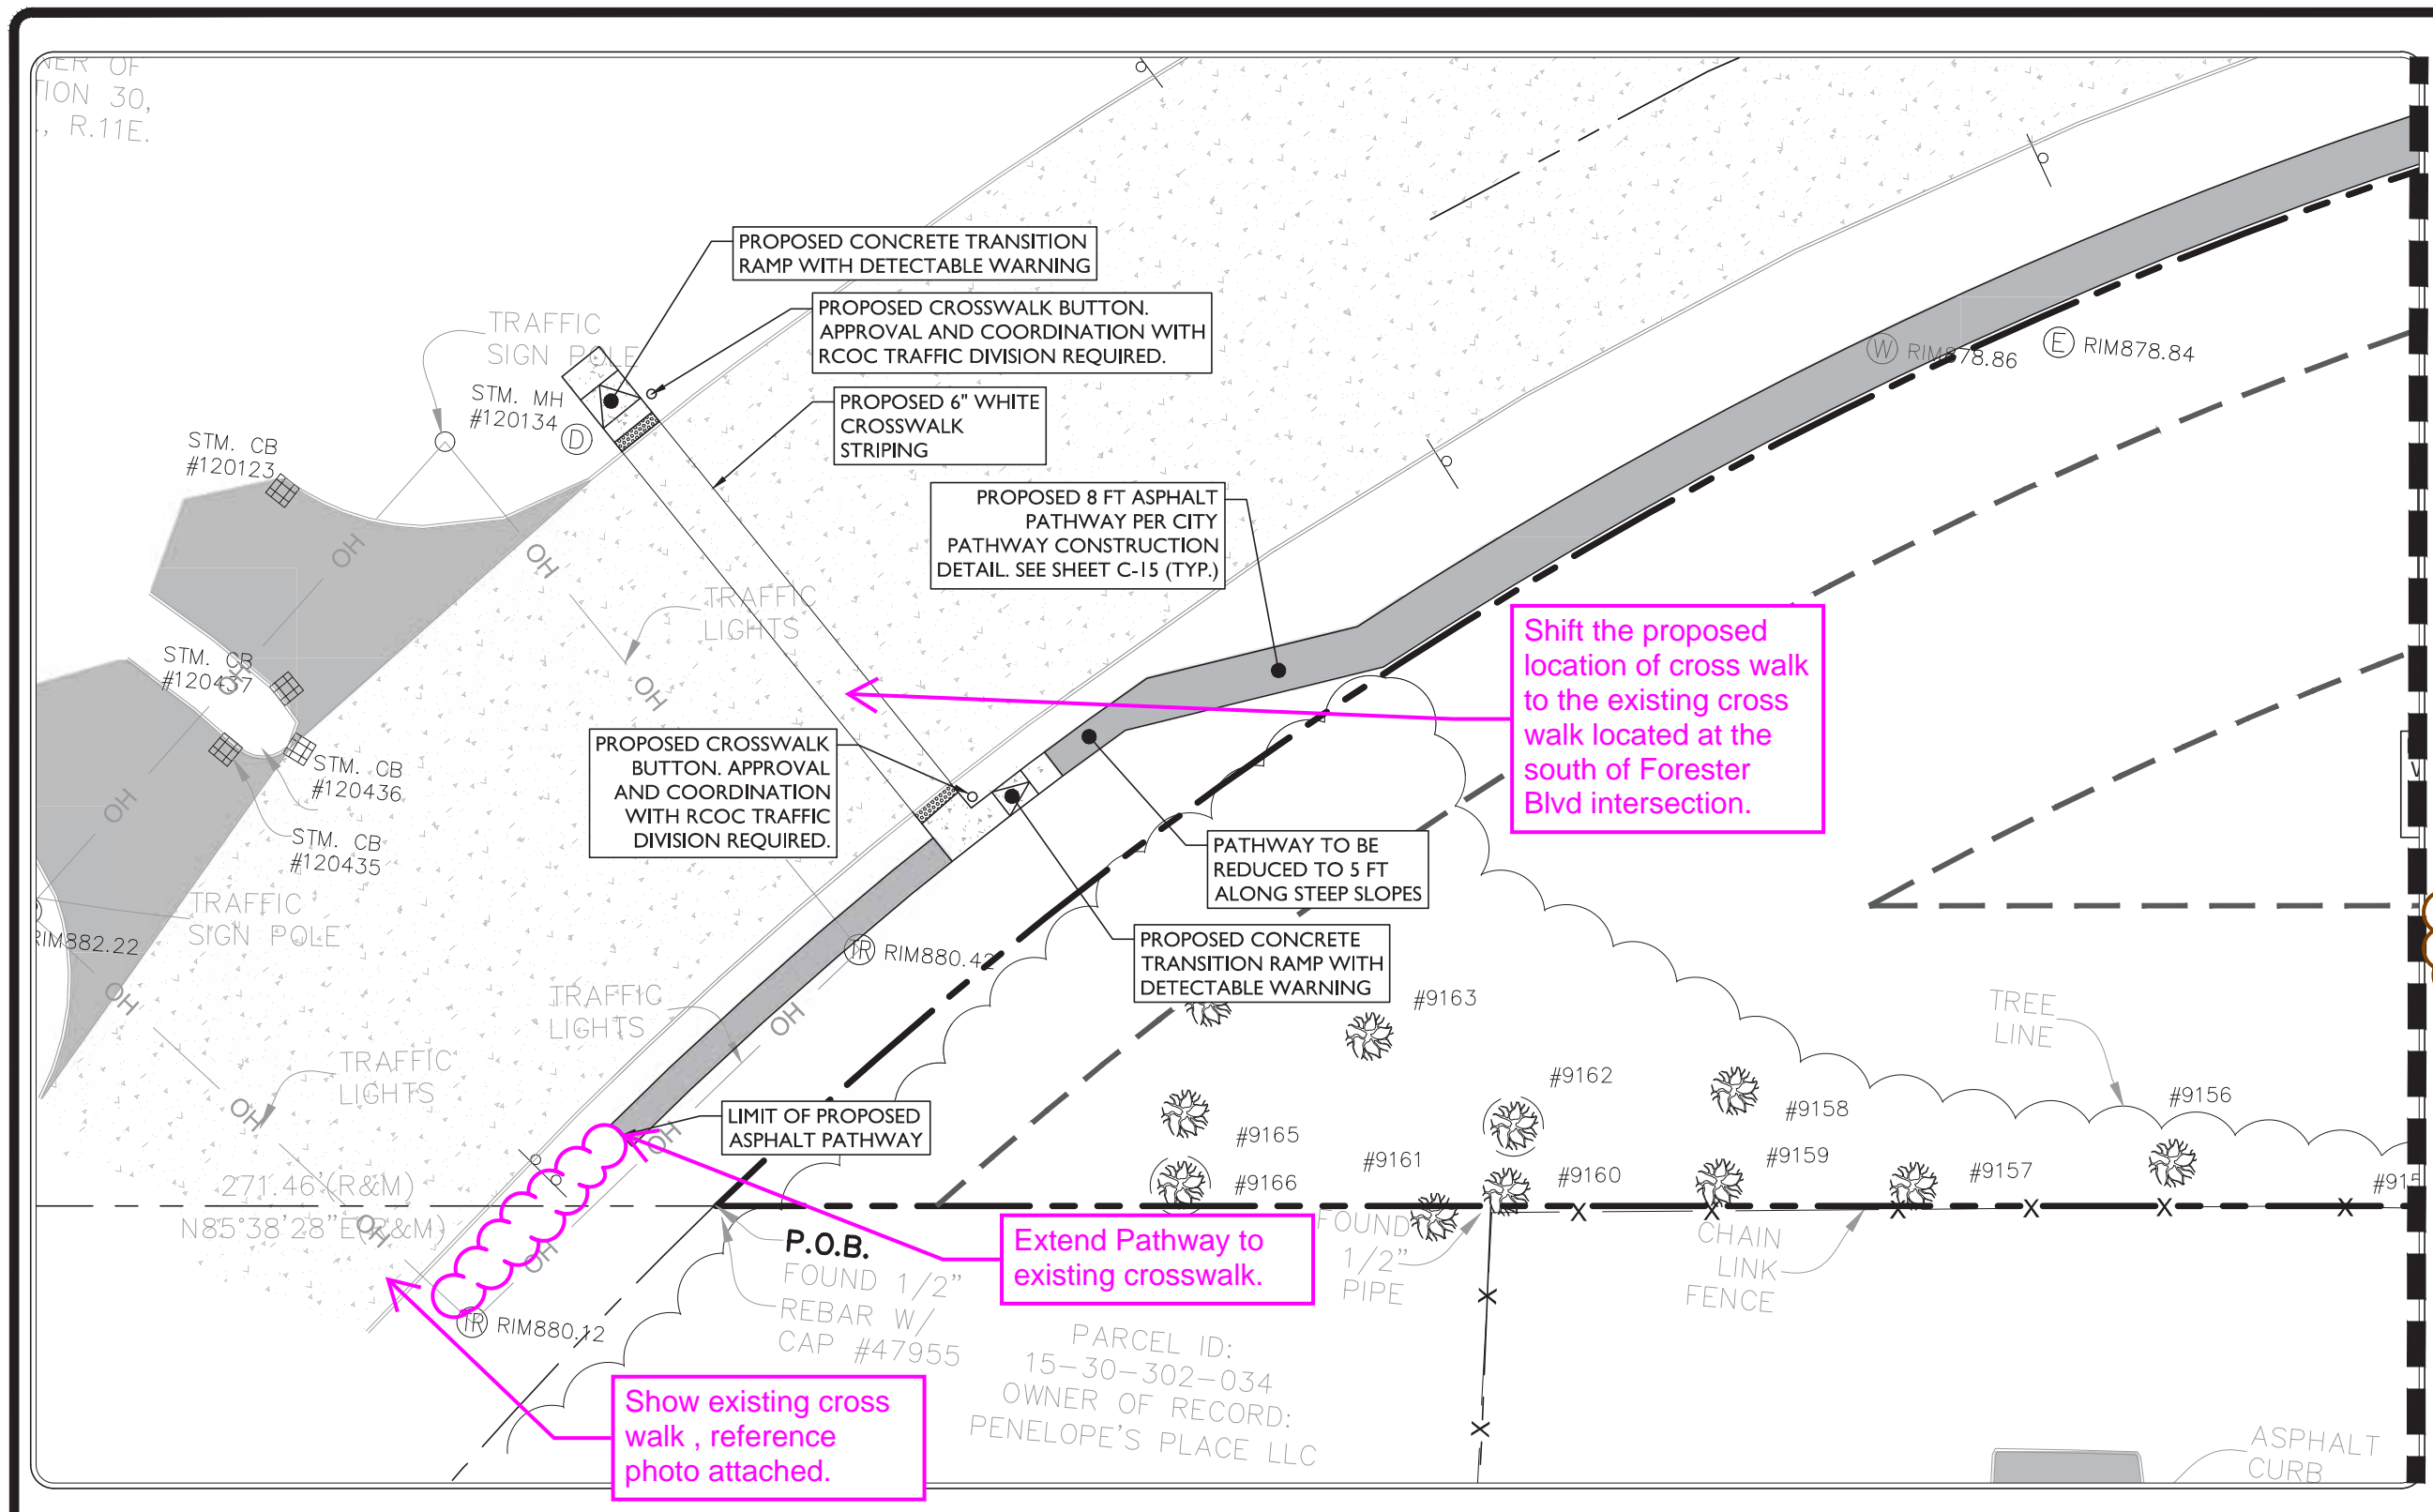 NER OF
TION 30,
., R.11E.
PROPOSED CONCRETE TRANSITION
RAMP WITH DETECTABLE WARNING
PROPOSED CROSSWALK BUTTON.
APPROVAL AND COORDINATION WITH
RCOC TRAFFIC DIVISION REQUIRED.
TRAFFIC
SIGN POLE
STM. MH
#120134
D
PROPOSED 6" WHITE
CROSSWALK
STRIPING
STM. CB
#120123
W RIM878.86
E RIM878.84
PROPOSED 8 FT ASPHALT
PATHWAY PER CITY
PATHWAY CONSTRUCTION
DETAIL. SEE SHEET C-15 (TYP.)
OH
OH
TRAFFIC
LIGHTS
Shift the proposed
location of cross walk
to the existing cross
walk located at the
south of Forester
Blvd intersection.
STM. CB
#120437
OH
OH
PROPOSED CROSSWALK
BUTTON. APPROVAL
AND COORDINATION
WITH RCOC TRAFFIC
DIVISION REQUIRED.
STM. CB
#120436
OH
STM. CB
#120435
V
PATHWAY TO BE
REDUCED TO 5 FT
ALONG STEEP SLOPES
TRAFFIC
SIGN POLE
RIM882.22
TR RIM880.42
PROPOSED CONCRETE
TRANSITION RAMP WITH
DETECTABLE WARNING
OH
TRAFFIC
LIGHTS
OH
#9163
TREE
LINE
TRAFFIC
LIGHTS
OH
#9162
#9158
#9156
LIMIT OF PROPOSED
ASPHALT PATHWAY
OH
#9165
#9161
#9159
#9166
#9160
#9157
#915
271.46'(R&M)
N85°38'28"E(R&M)
OH
OH
X
X
X
X
X
P.O.B.
FOUND 1/2"
REBAR W/
CAP #47955
Extend Pathway to
existing crosswalk.
FOUND
1/2"
PIPE
CHAIN
LINK
FENCE
X
TR RIM880.12
PARCEL ID:
15-30-302-034
OWNER OF RECORD:
PENELOPE'S PLACE LLC
X
Show existing cross
walk , reference
photo attached.
ASPHALT
CURB